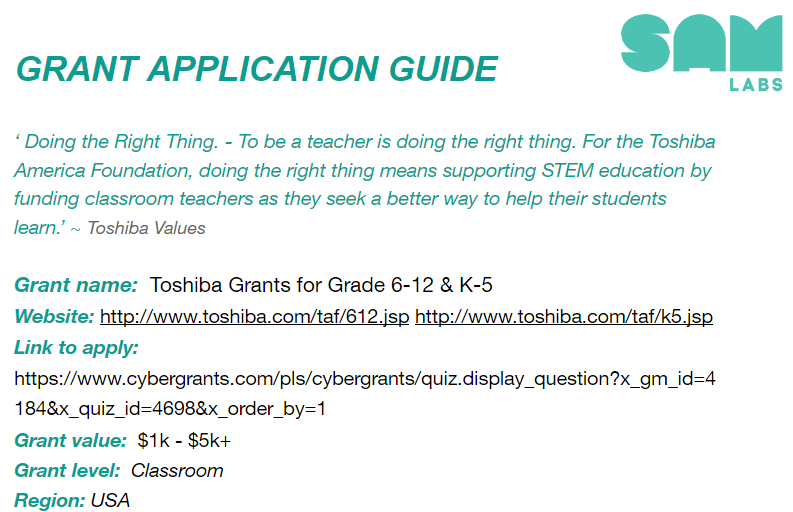 SAM
LABS
GRANT APPLICATION GUIDE
‘ Doing the Right Thing. - To be a teacher is doing the right thing. For the Toshiba
America Foundation, doing the right thing means supporting STEM education by
funding classroom teachers as they seek a better way to help their students
learn.’ ~ Toshiba Values
Grant name: Toshiba Grants for Grade 6-12 & K-5
Website: http://www.toshiba.com/taf/612.jsp http://www.toshiba.com/taf/k5.jsp
Link to apply:
https://www.cybergrants.com/pls/cybergrants/quiz.display_question?x_gm_id=4
184&x_quiz_id=4698&x_order_by=1
Grant value: $1k - $5k+
Grant level: Classroom
Region: USA